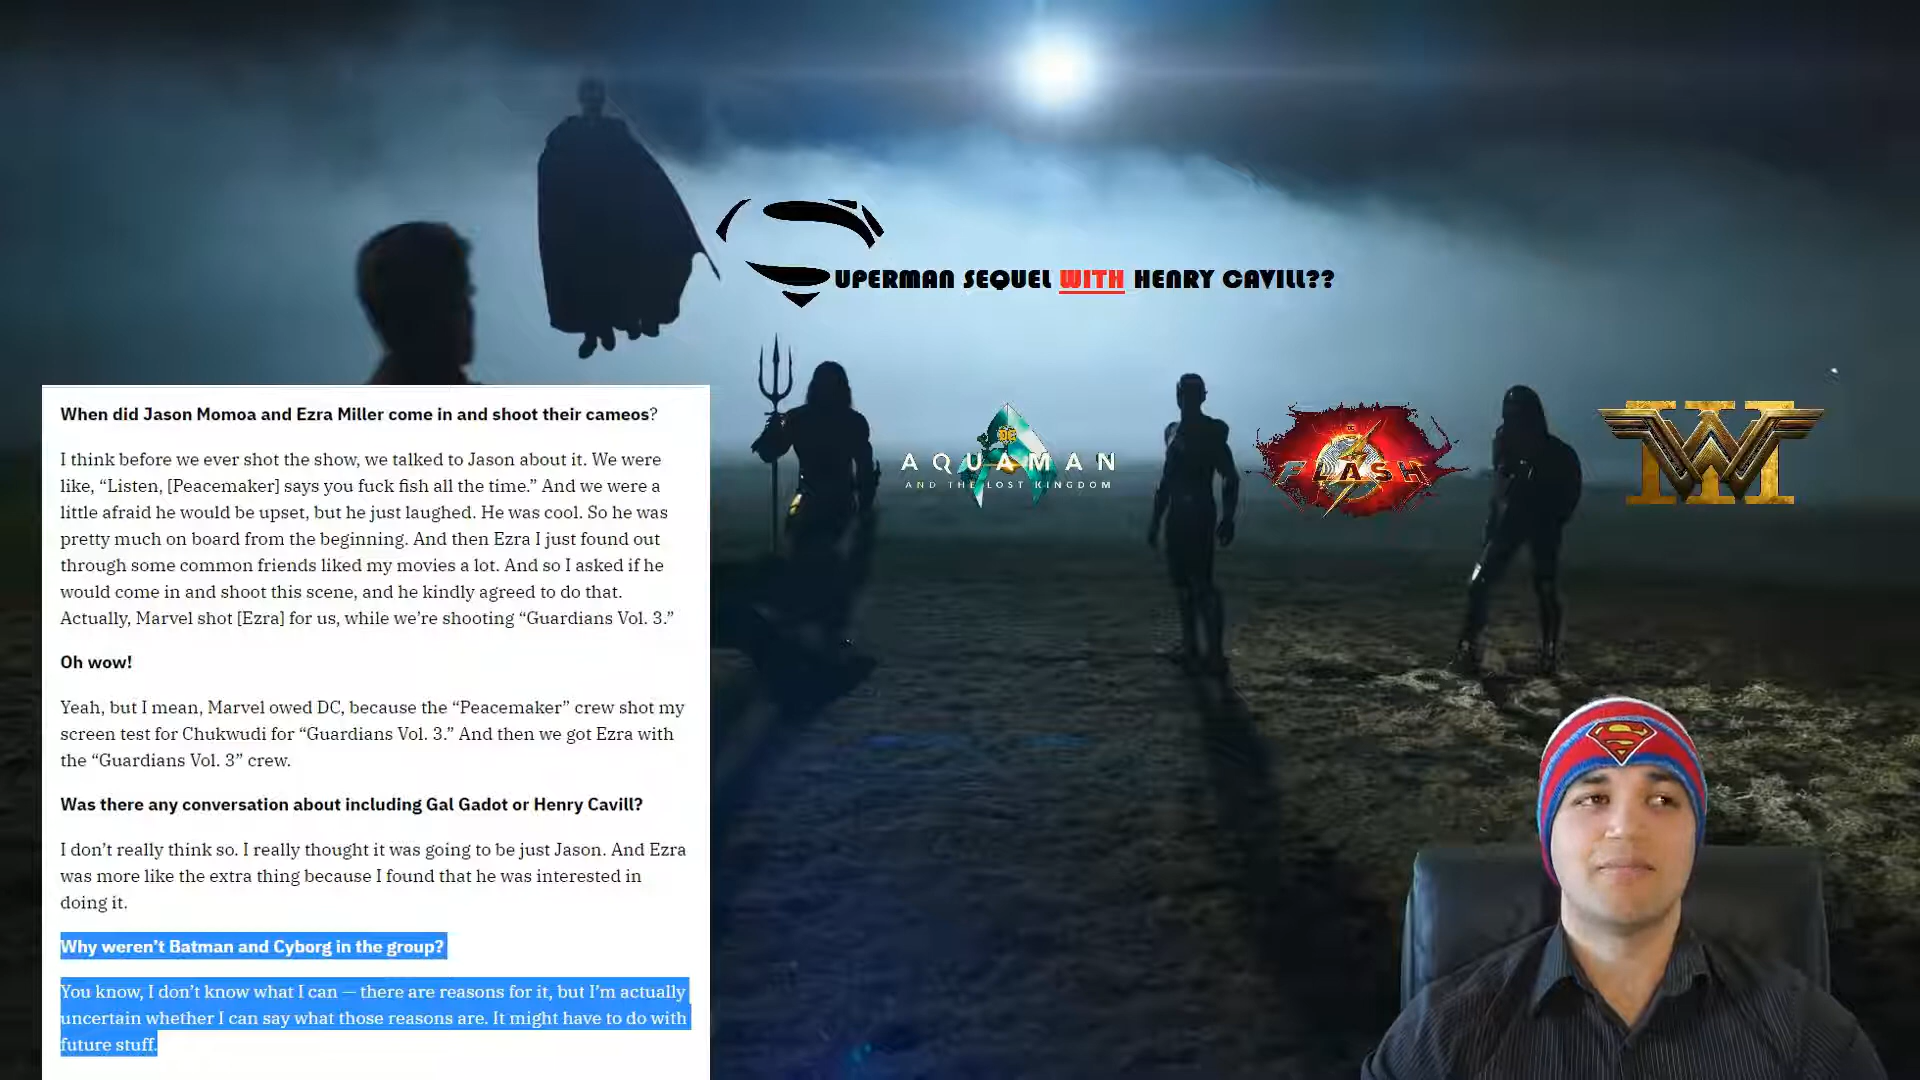 UPERMAN SEQUEL WITH HENRY CAVILL??
AQUAMAN
AND THE LOST KINGDOM
FLASH
When did Jason Momoa and Ezra Miller come in and shoot their cameos?
I think before we ever shot the show, we talked to Jason about it. We were
like, “Listen, [Peacemaker] says you fuck fish all the time.” And we were a
little afraid he would be upset, but he just laughed. He was cool. So he was
pretty much on board from the beginning. And then Ezra I just found out
through some common friends liked my movies a lot. And so I asked if he
would come in and shoot this scene, and he kindly agreed to do that.
Actually, Marvel shot [Ezra] for us, while we’re shooting “Guardians Vol. 3.”
Oh wow!
Yeah, but I mean, Marvel owed DC, because the “Peacemaker” crew shot my
screen test for Chukwudi for “Guardians Vol. 3.” And then we got Ezra with
the “Guardians Vol. 3” crew.
Was there any conversation about including Gal Gadot or Henry Cavill?
I don’t really think so. I really thought it was going to be just Jason. And Ezra
was more like the extra thing because I found that he was interested in
doing it.
Why weren’t Batman and Cyborg in the group?
You know, I don’t know what I can — there are reasons for it, but I’m actually
uncertain whether I can say what those reasons are. It might have to do with
future stuff.